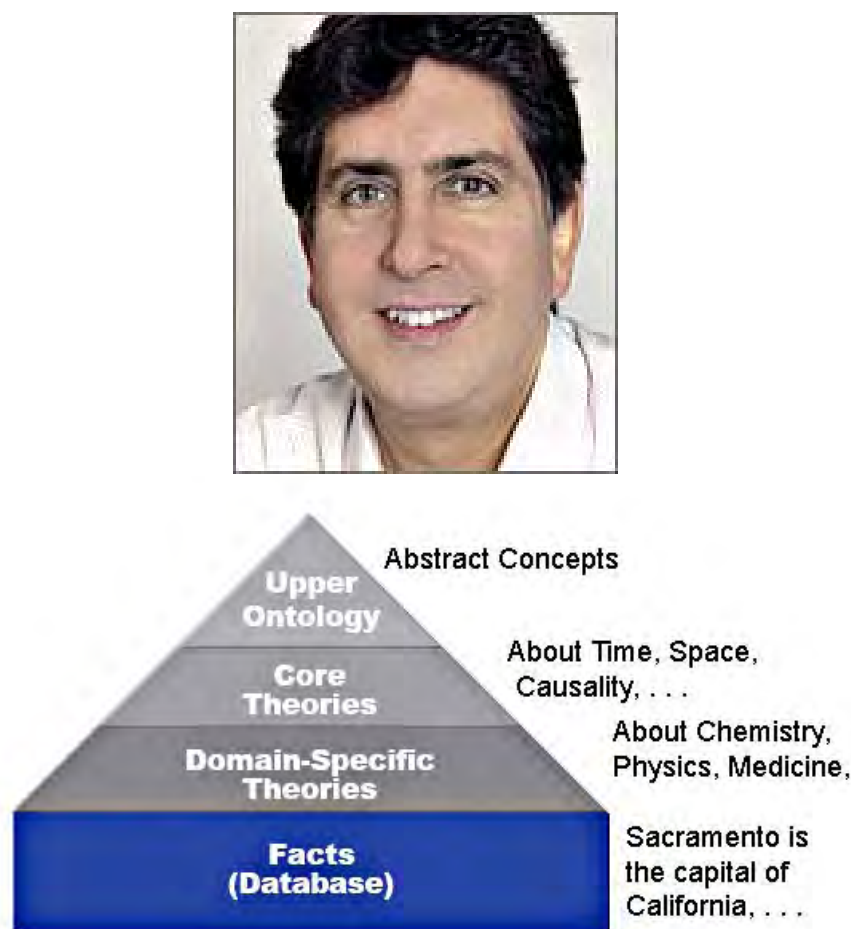 Abstract Concepts
Upper
Ontology
About Time, Space,
Causality, . . .
Core
Theories
About Chemistry,
Physics, Medicine,
Domain-Specific
Theories
Sacramento is
the capital of
California, . . .
Facts
(Database)